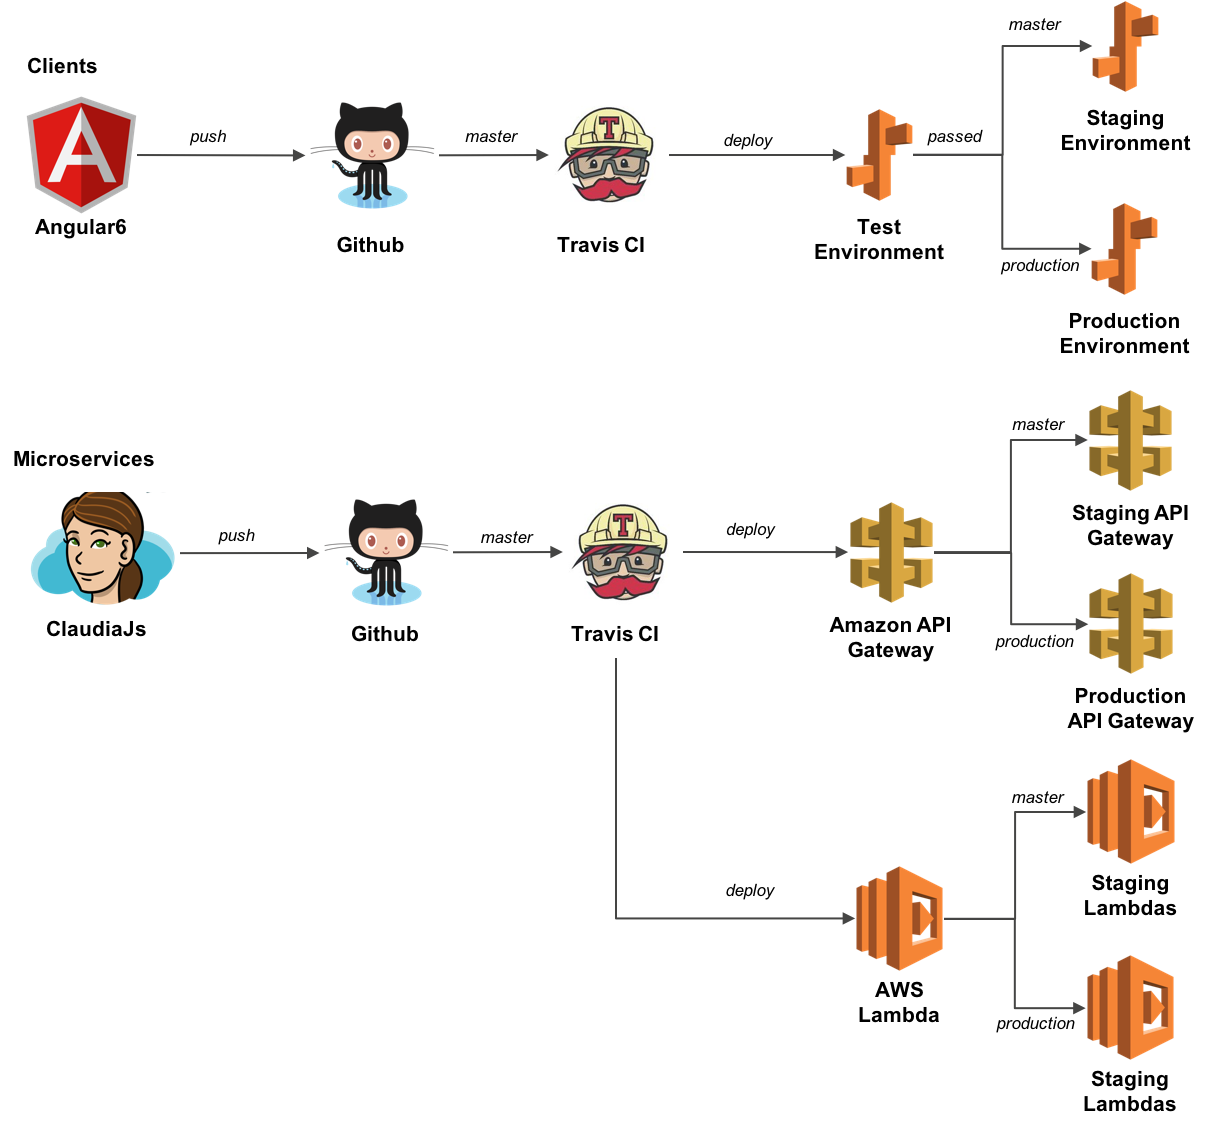 Clients
Angular6
push
Github
master
Travis CI
deploy
Test
Environment
passed
master
Staging
Environment
production
Production
Environment
Microservices
ClaudiaJs
push
Github
master
T
Travis CI
deploy
Amazon API
Gateway
master
Staging API
Gateway
production
Production
API Gateway
deploy
AWS
Lambda
master
Staging
Lambdas
production
Staging
Lambdas